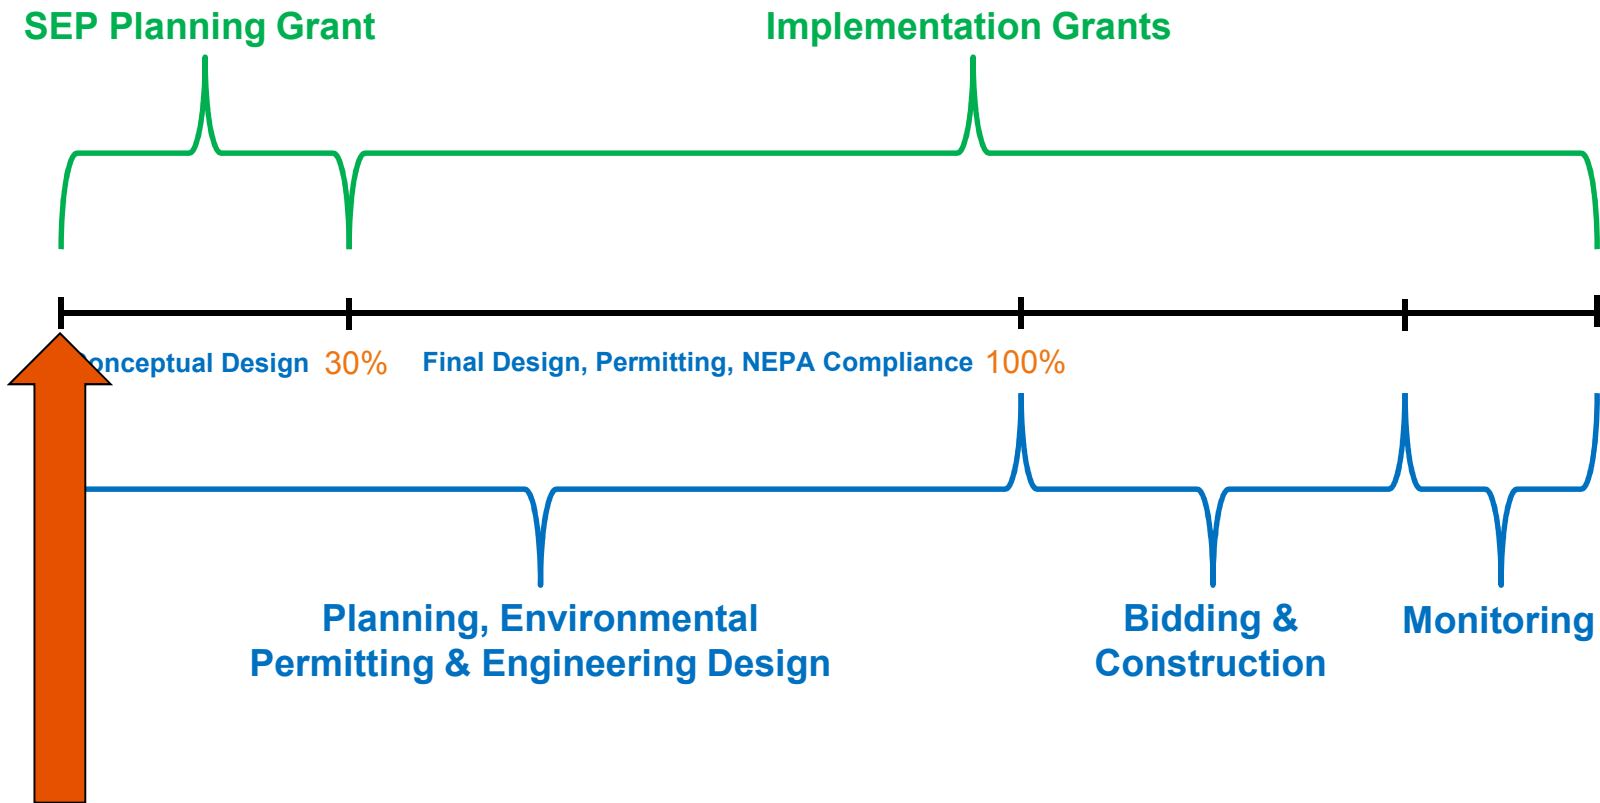 SEP Planning Grant
Implementation Grants
onceptual Design 30%
Final Design, Permitting, NEPA Compliance 100%
Planning, Environmental
Permitting & Engineering Design
Bidding &
Construction
Monitoring